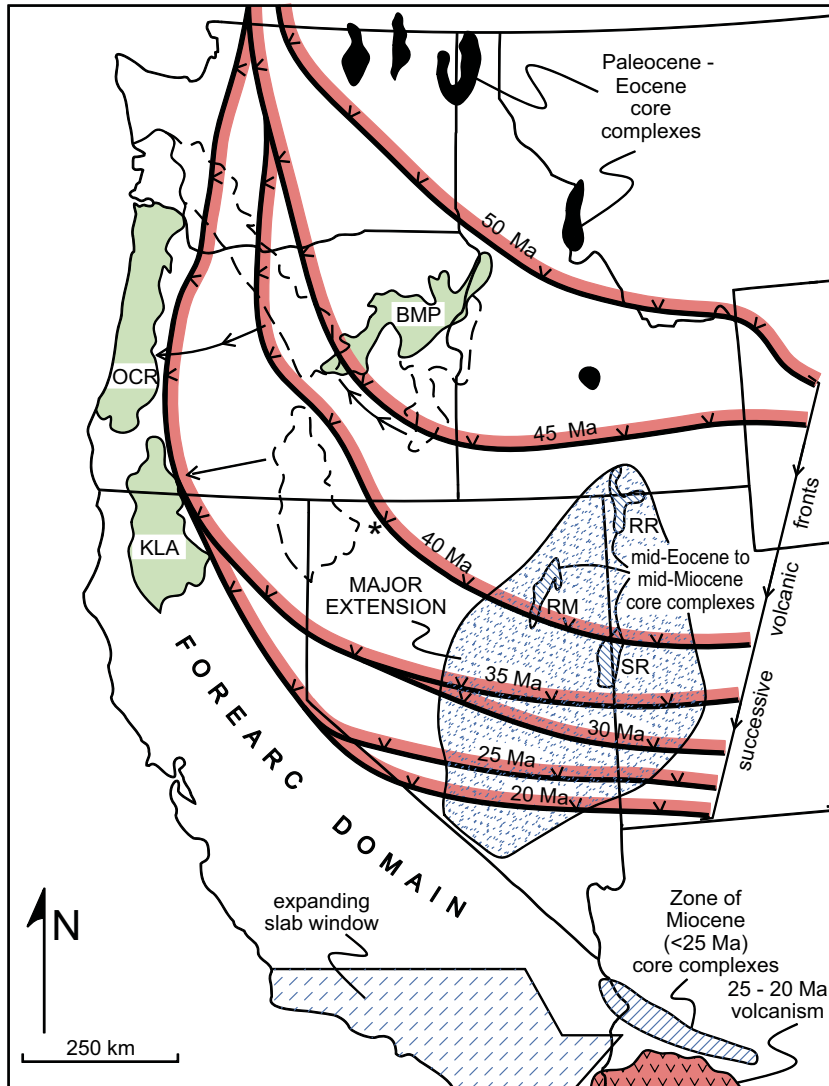 Paleocene -
Eocene
core
complexes
50 Ma
BMP
OCR
45 Ma
fronts
KLA
*
RR
40 Ma
mid-Eocene to
mid-Miocene
core complexes
MAJOR
EXTENSION
RM
volcanic
SR
35 Ma
30 Ma
successive
25 Ma
20 Ma
FOREARC DOMAIN
expanding
slab window
Zone of
Miocene
(<25 Ma)
core complexes
25 - 20 Ma
volcanism
N
250 km